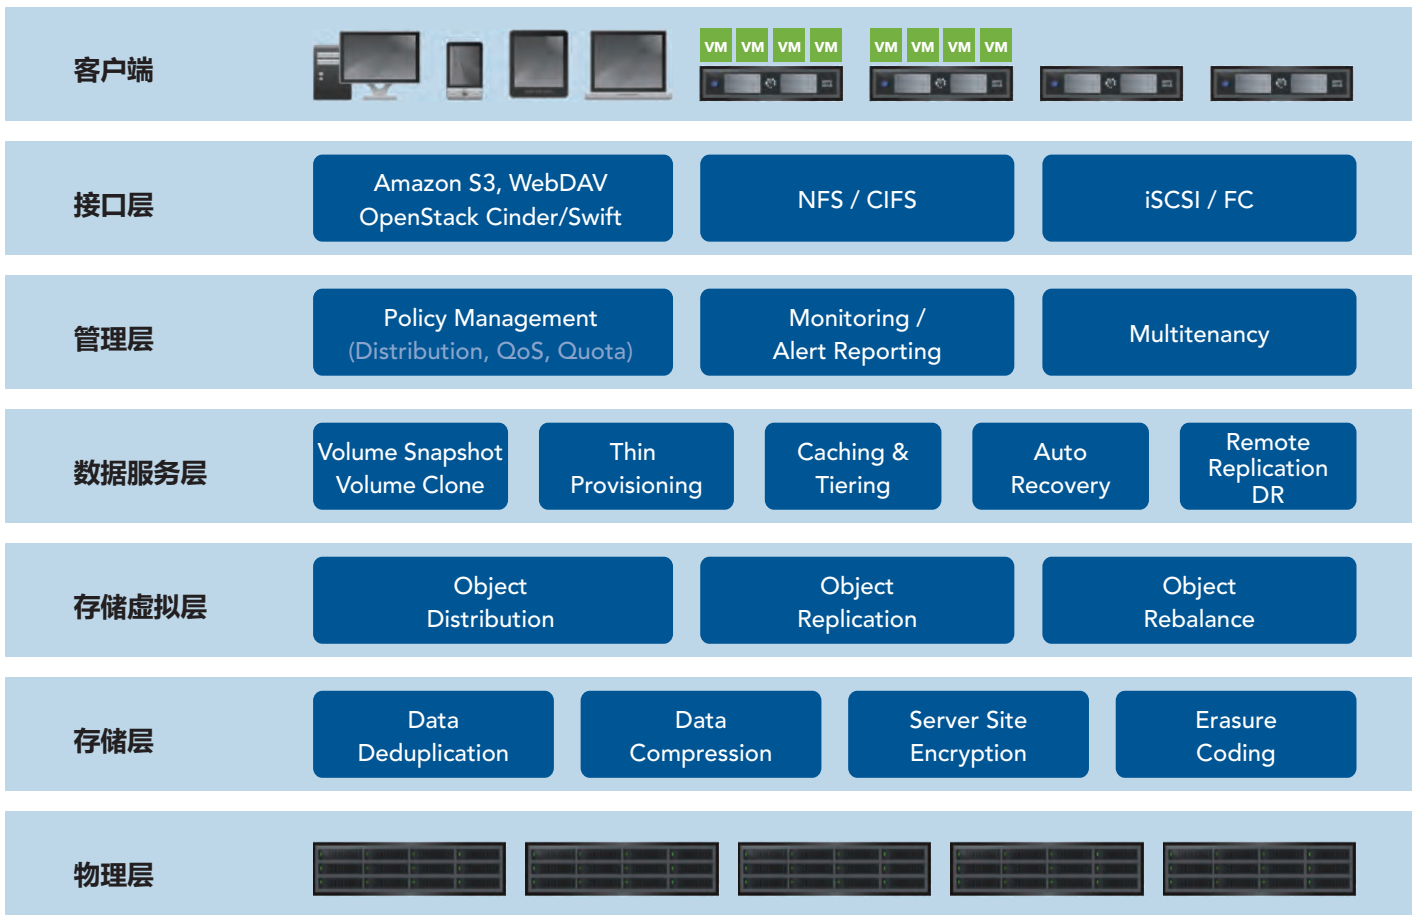 客户端
VM VM VM VM VM VM VM VM
接口层
Amazon S3, WebDAV
OpenStack Cinder/Swift
NFS / CIFS
iSCSI / FC
管理层
Policy Management
(Distribution, QoS, Quota)
Monitoring /
Alert Reporting
Multitenancy
数据服务层
Volume Snapshot
Volume Clone
Thin
Provisioning
Caching &
Tiering
Auto
Recovery
Remote
Replication
DR
存储虚拟层
Object
Distribution
Object
Replication
Object
Rebalance
存储层
Data
Deduplication
Data
Compression
Server Site
Encryption
Erasure
Coding
物理层